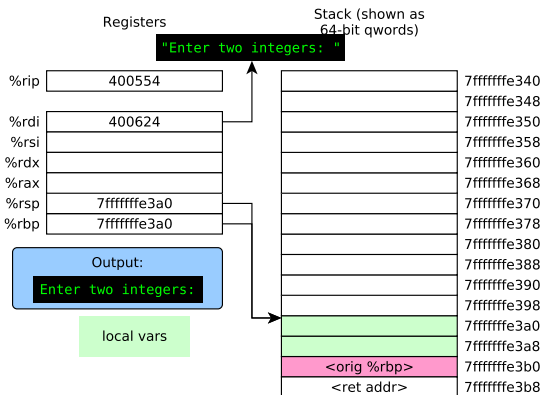 Registers
Stack (shown as
64-bit qwords)
"Enter two integers: "
%rip 400554
%rdi 400624
%rsi
%rdx
%rax
%rsp 7fffffffe3a0
%rbp 7fffffffe3a0
Output:
Enter two integers:
local vars
7fffffffe340
7fffffffe348
7fffffffe350
7fffffffe358
7fffffffe360
7fffffffe368
7fffffffe370
7fffffffe378
7fffffffe380
7fffffffe388
7fffffffe390
7fffffffe398
7fffffffe3a0
7fffffffe3a8
<orig %rbp> 7fffffffe3b0
<ret addr> 7fffffffe3b8